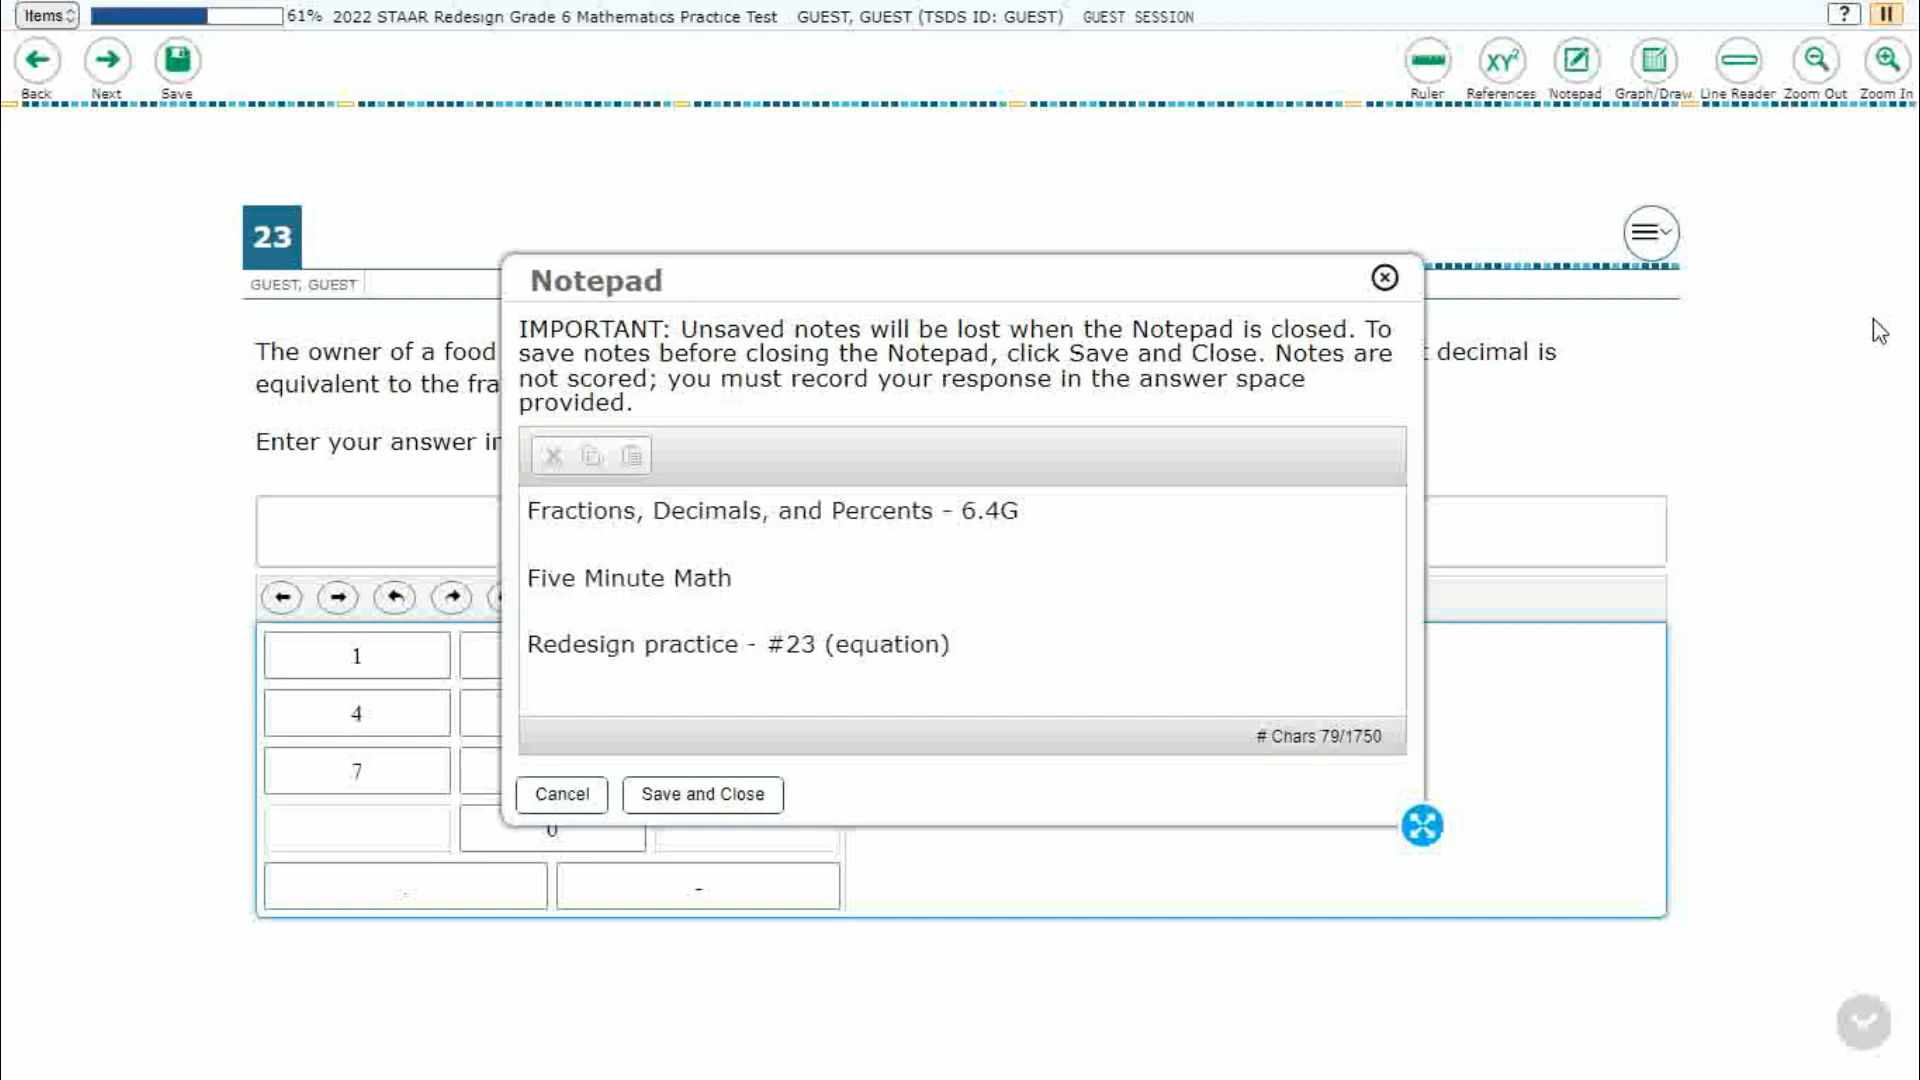 Items 61% 2022 STAAR Redesign Grade 6 Mathematics Practice Test GUEST, GUEST (TSDS ID: GUEST) GUEST SESSION ?
XY²
Back Next Save Ruler References Notepad Graph/Draw Line Reader Zoom Out Zoom In
23
GUEST, GUEST
The owner of a food
decimal is
equivalent to the fra
Enter your answer in
Notepad
IMPORTANT: Unsaved notes will be lost when the Notepad is closed. To
save notes before closing the Notepad, click Save and Close. Notes are
not scored; you must record your response in the answer space
provided.
Fractions, Decimals, and Percents - 6.4G
Five Minute Math
Redesign practice - #23 (equation)
# Chars 79/1750
Cancel Save and Close
1
4
7
0
. -